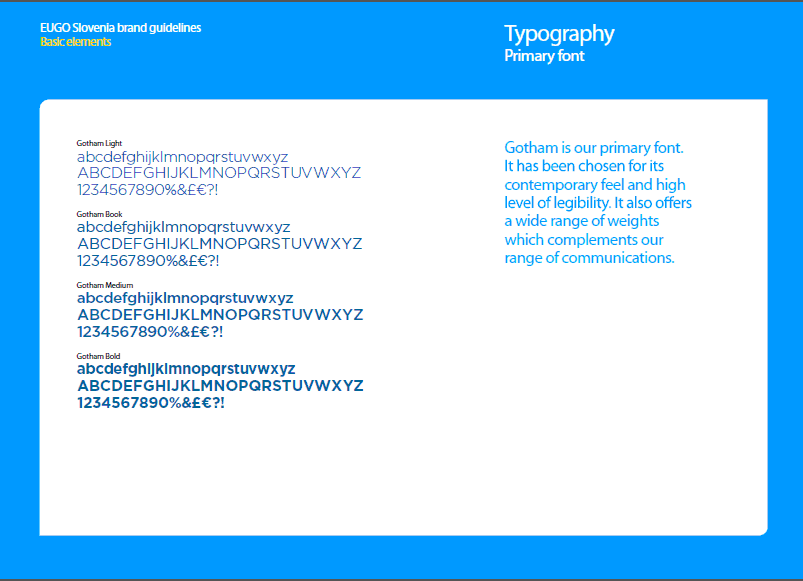 EUGO Slovenia brand guidelines
Basic elements
Typography
Primary font
Gotham Light
abcdefghijklmnopqrstuvwxyz
ABCDEFGHIJKLMNOPQRSTUVWXYZ
1234567890%&£€?!
Gotham Book
abcdefghijklmnopqrstuvwxyz
ABCDEFGHIJKLMNOPQRSTUVWXYZ
1234567890%&£€?!
Gotham Medium
abcdefghijklmnopqrstuvwxyz
ABCDEFGHIJKLMNOPQRSTUVWXYZ
1234567890%&£€?!
Gotham Bold
abcdefghijklmnopqrstuvwxyz
ABCDEFGHIJKLMNOPQRSTUVWXYZ
1234567890%&£€?!
Gotham is our primary font.
It has been chosen for its
contemporary feel and high
level of legibility. It also offers
a wide range of weights
which complements our
range of communications.